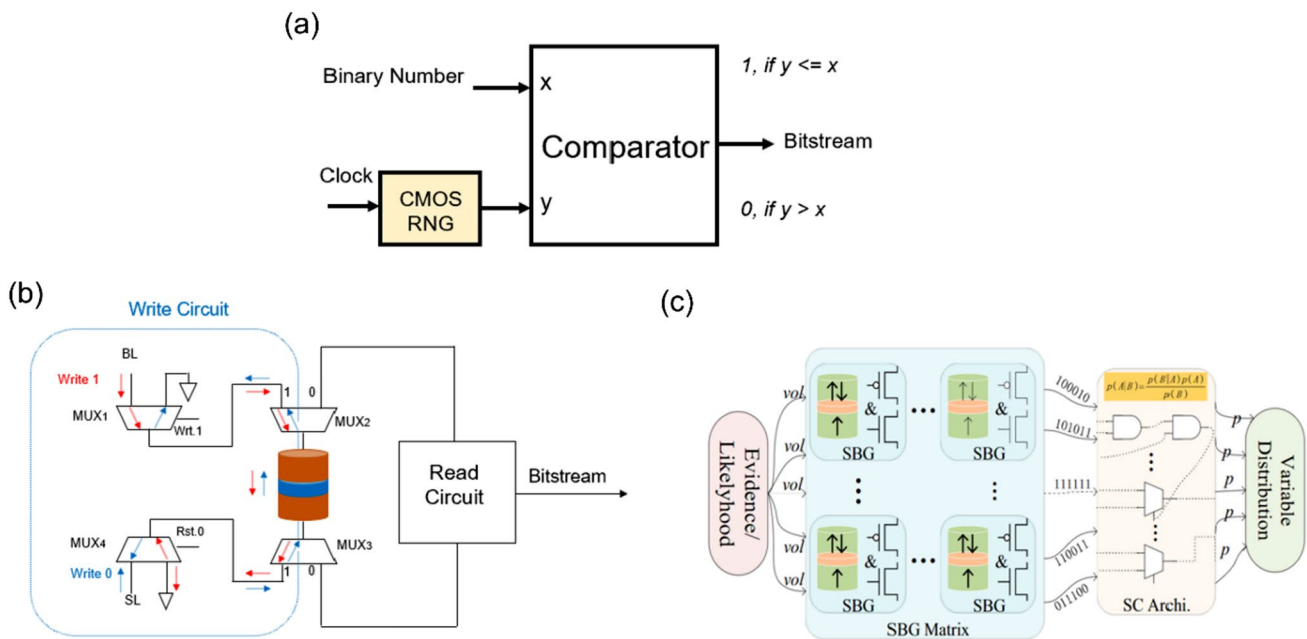 (a)
Binary Number
x
1, if y <= x
Comparator
Bitstream
Clock
CMOS
RNG
y
0, if y > x
(b)
Write Circuit
BL
Write 1
MUX1
Wrt.1
1 0
MUX2
Read
Circuit
Bitstream
Rst.0
MUX4
MUX3
Write 0
1 0
SL
(c)
Evidence/
Likelyhood
vol
vol
vol
vol
vol
&
SBG
&
SBG
&
SBG
&
SBG
SBG Matrix
100010
101011
111111
110011
011100
p(A|B)=p(B|A)p(A)/p(B)
SC Archi.
p
p
p
p
p
Variable
Distribution